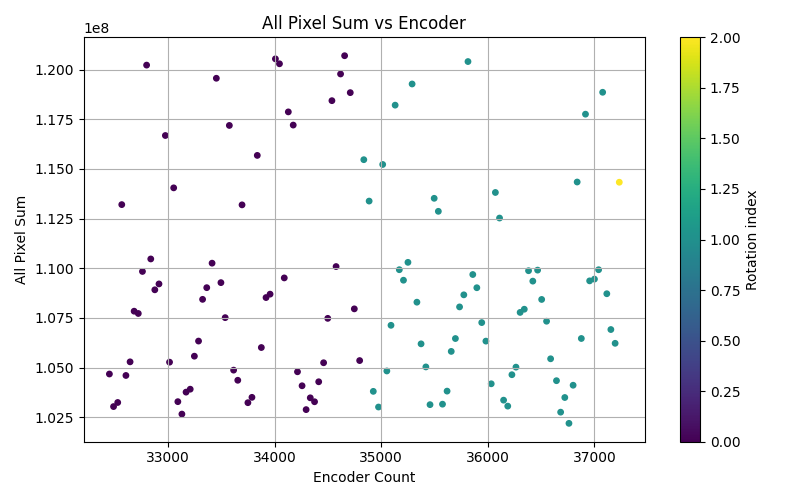 All Pixel Sum vs Encoder
1e8
1.200
1.175
1.150
1.125
1.100
1.075
1.050
1.025
All Pixel Sum
33000 34000 35000 36000 37000
Encoder Count
2.00
1.75
1.50
1.25
1.00
0.75
0.50
0.25
0.00
Rotation index